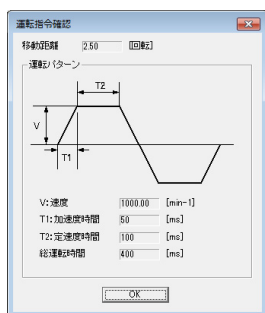 運転指令確認
移動距離 2.50 [回転]
運転パターン
T2
V
T1
V:速度 1000.00 [min-1]
T1:加速度時間 50 [ms]
T2:定速度時間 100 [ms]
総運転時間 400 [ms]
OK